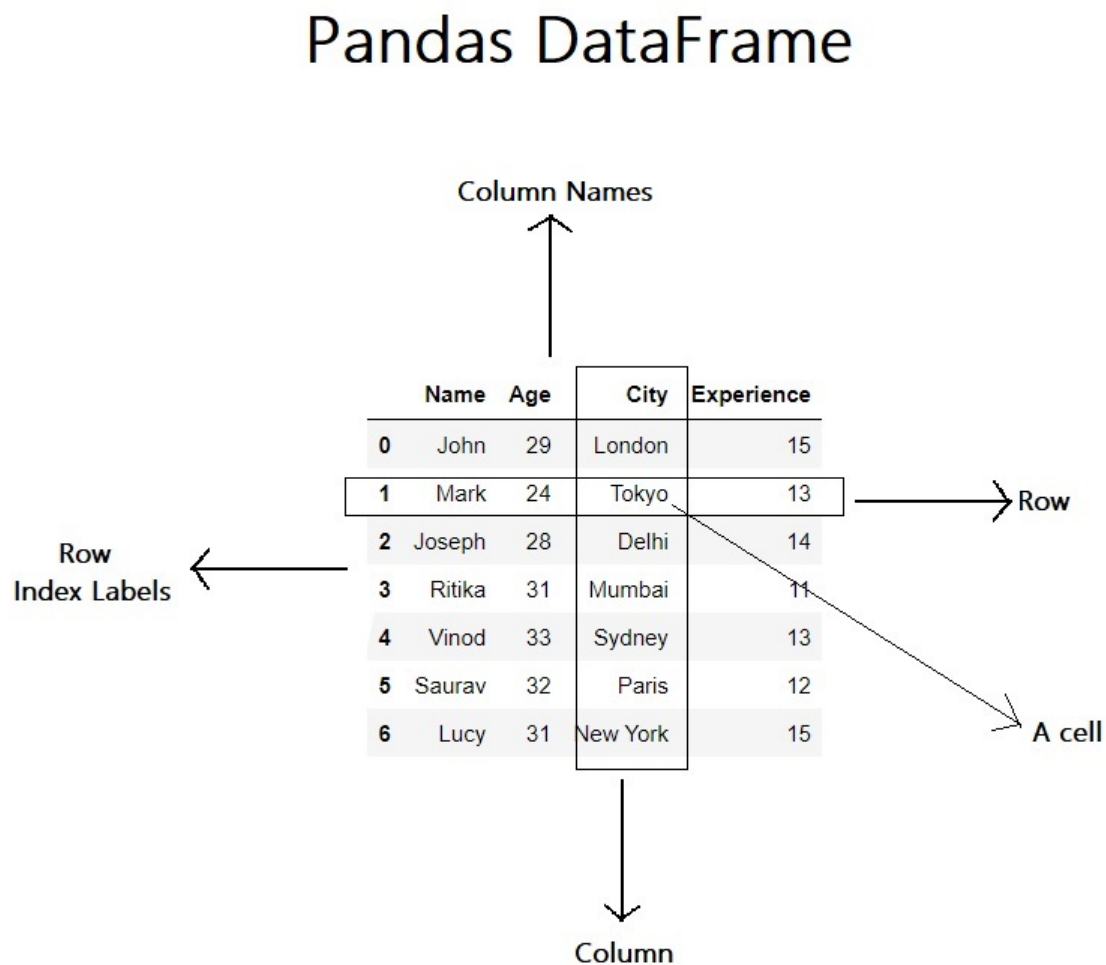 Pandas DataFrame
Column Names
Name Age City Experience
0 John 29 London 15
1 Mark 24 Tokyo 13
Row
2 Joseph 28 Delhi 14
Row
Index Labels
3 Ritika 31 Mumbai 11
4 Vinod 33 Sydney 13
5 Saurav 32 Paris 12
6 Lucy 31 New York 15
A cell
Column